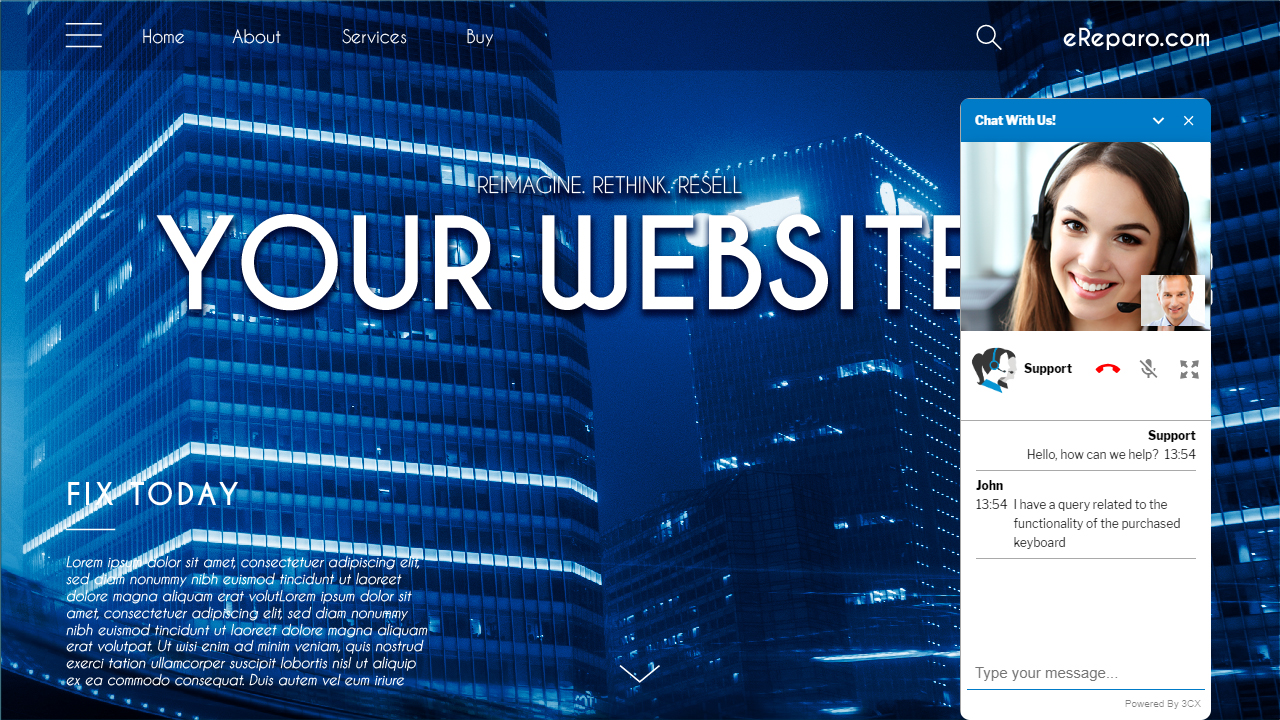 Home About Services Buy eReparo.com
REIMAGINE. RETHINK. RESELL
YOUR WEBSITE
FIX TODAY
Lorem ipsum dolor sit amet, consectetuer adipiscing elit,
sed diam nonummy nibh euismod tincidunt ut laoreet
dolore magna aliquam erat volutLorem ipsum dolor sit
amet, consectetuer adipiscing elit, sed diam nonummy
nibh euismod tincidunt ut laoreet dolore magna aliquam
erat volutpat. Ut wisi enim ad minim veniam, quis nostrud
exerci tation ullamcorper suscipit lobortis nisl ut aliquip
ex ea commodo consequat. Duis autem vel eum iriure
Chat With Us!
Support
Support
Hello, how can we help? 13:54
John
13:54 I have a query related to the
functionality of the purchased
keyboard
Type your message...
Powered By 3CX